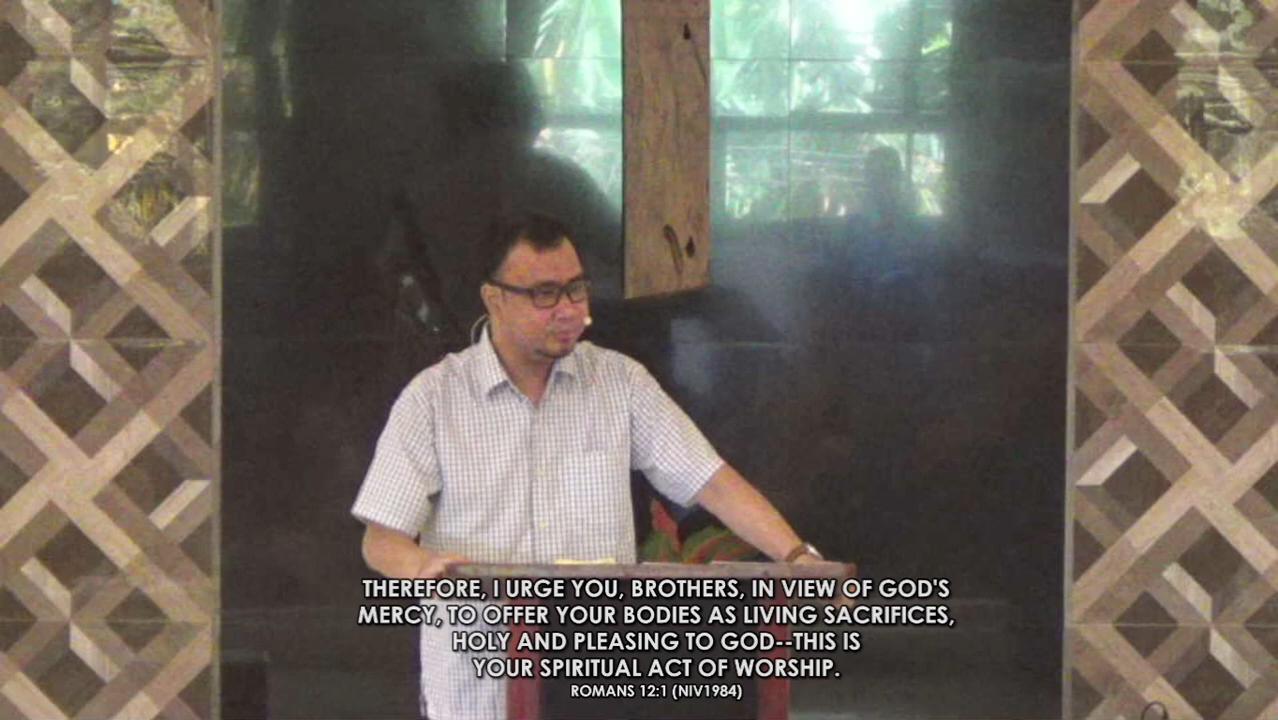 THEREFORE, I URGE YOU, BROTHERS, IN VIEW OF GOD'S
MERCY, TO OFFER YOUR BODIES AS LIVING SACRIFICES,
HOLY AND PLEASING TO GOD--THIS IS
YOUR SPIRITUAL ACT OF WORSHIP.
ROMANS 12:1 (NIV1984)